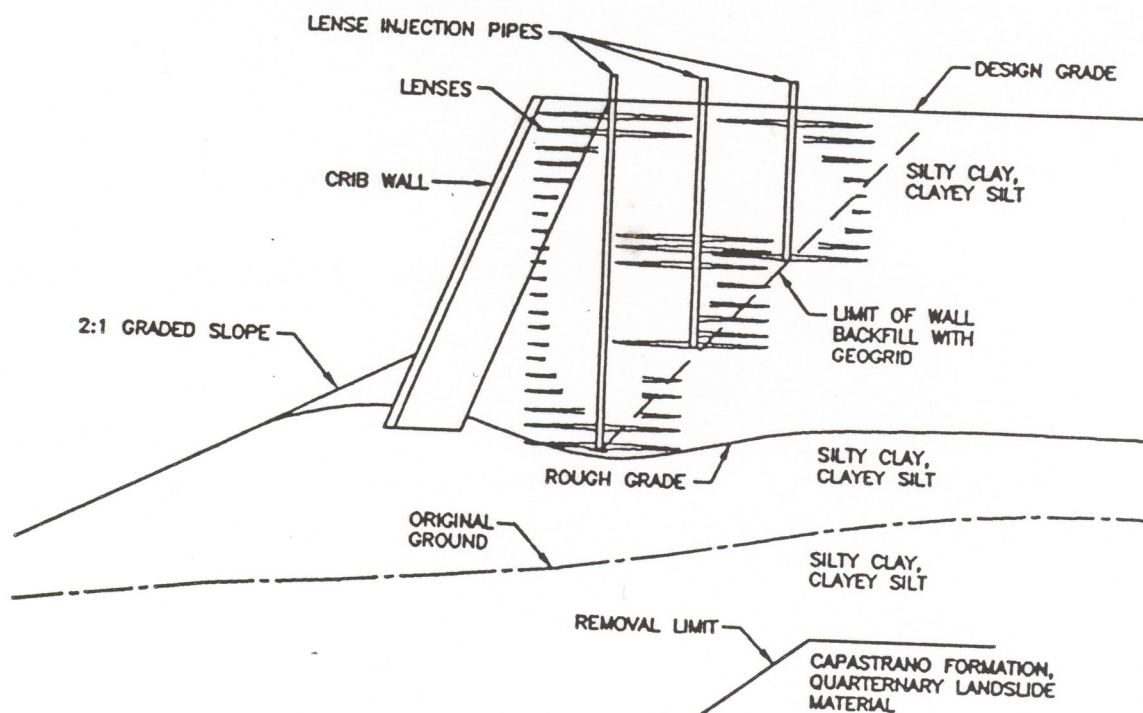 LENSE INJECTION PIPES
LENSES
DESIGN GRADE
CRIB WALL
SILTY CLAY,
CLAYEY SILT
2:1 GRADED SLOPE
LIMIT OF WALL
BACKFILL WITH
GEOGRID
ROUGH GRADE
SILTY CLAY,
CLAYEY SILT
ORIGINAL
GROUND
SILTY CLAY,
CLAYEY SILT
REMOVAL LIMIT
CAPASTRANO FORMATION,
QUARTERNARY LANDSLIDE
MATERIAL